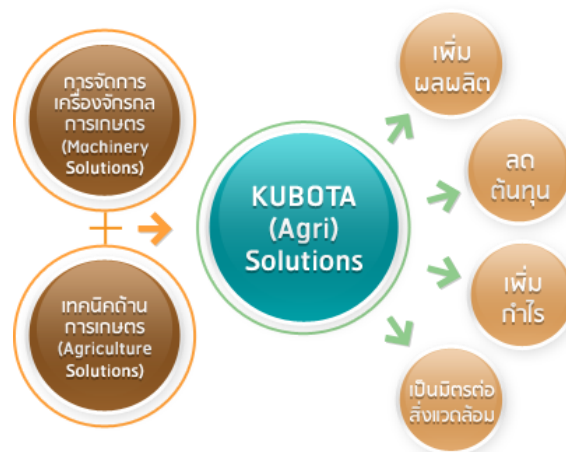 การจัดการ
เครื่องจักรกล
การเกษตร
(Machinery
Solutions)
เทคนิคด้าน
การเกษตร
(Agriculture
Solutions)
KUBOTA
(Agri)
Solutions
เพิ่ม
ผลผลิต
ลด
ต้นทุน
เพิ่ม
กำไร
เป็นมิตรต่อ
สิ่งแวดล้อม